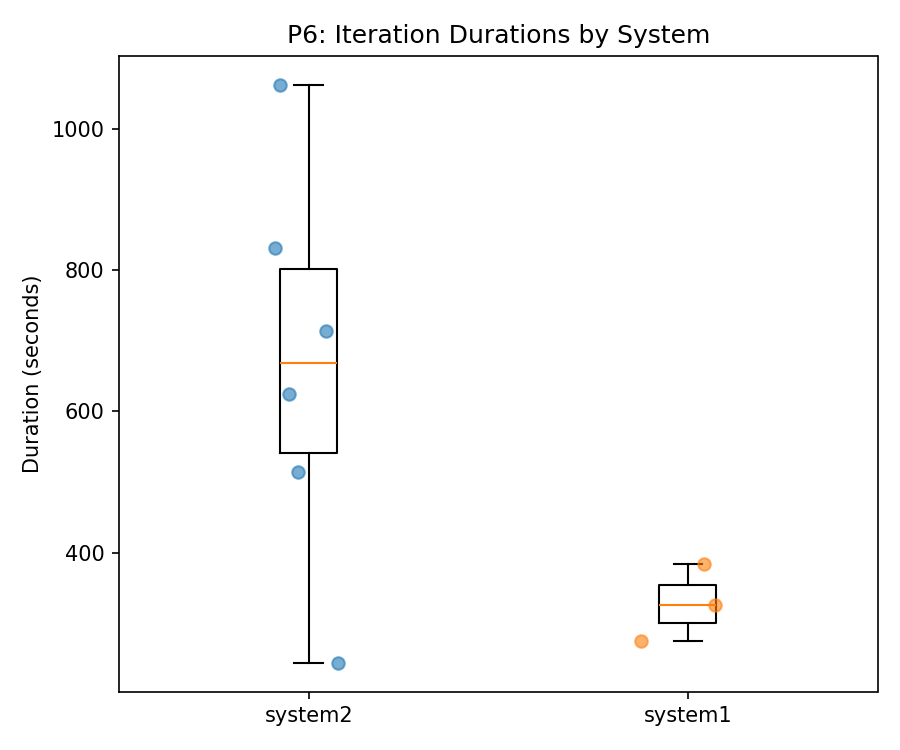 P6: Iteration Durations by System
Duration (seconds)
1000
800
600
400
system2
system1